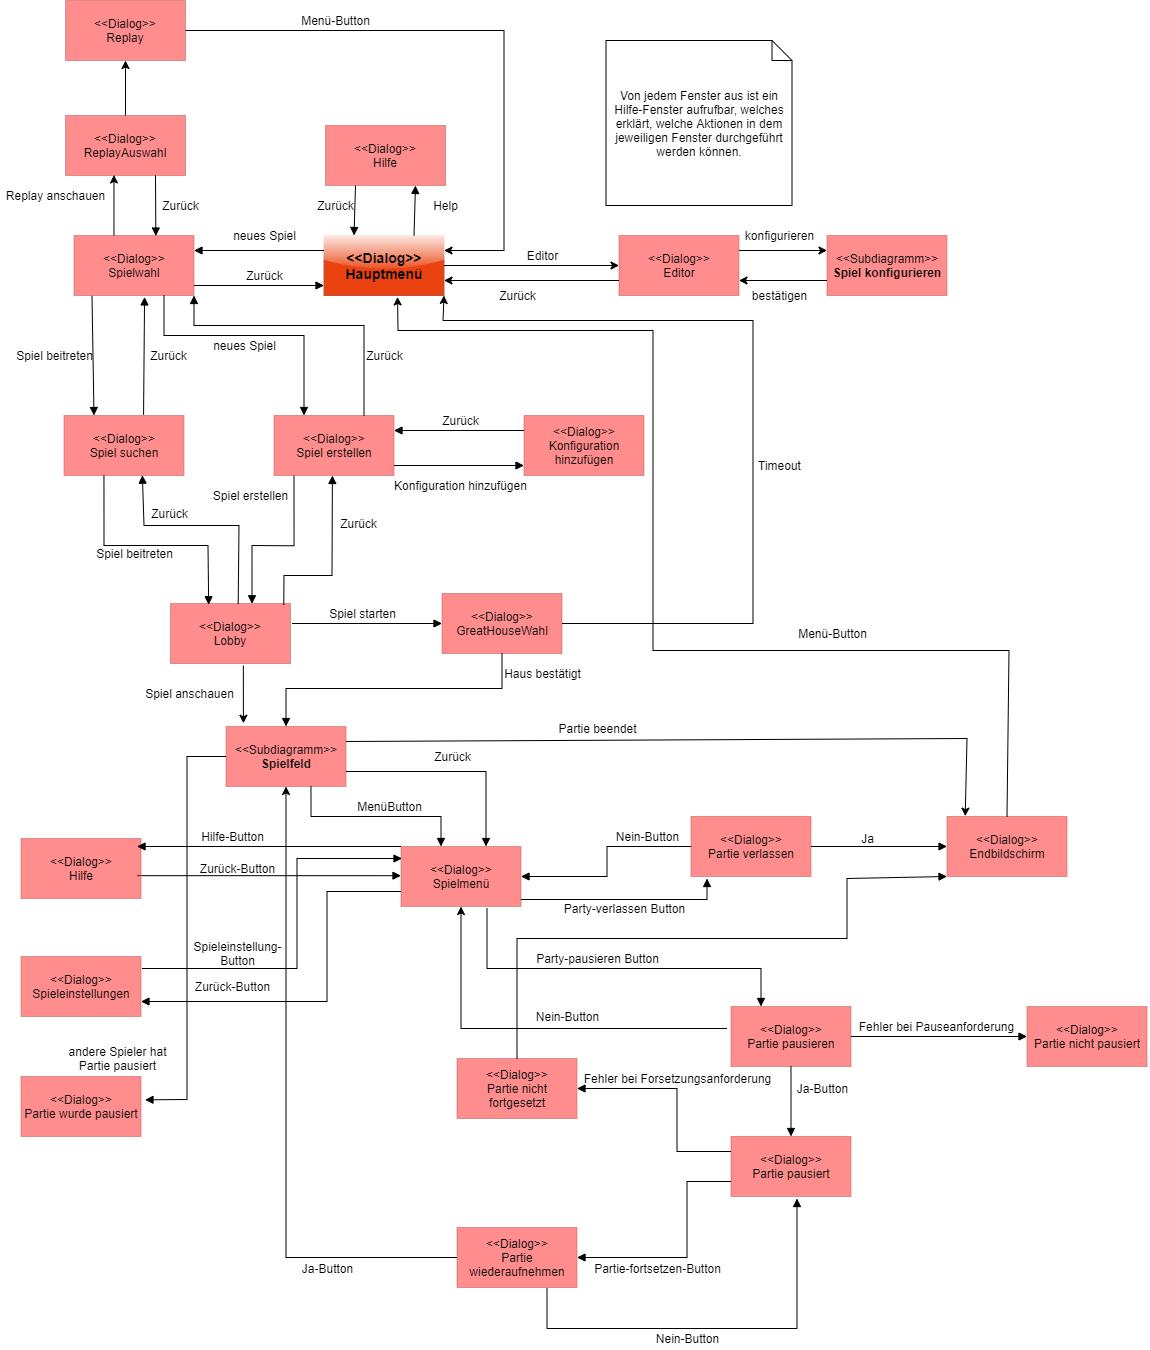 <<Dialog>>
Replay
Menü-Button
Von jedem Fenster aus ist ein
Hilfe-Fenster aufrufbar, welches
erklärt, welche Aktionen in dem
jeweiligen Fenster durchgeführt
werden können.
<<Dialog>>
ReplayAuswahl
<<Dialog>>
Hilfe
Replay anschauen
Zurück
Zurück
Help
neues Spiel
<<Dialog>>
Spielwahl
Zurück
<<Dialog>>
Hauptmenü
Editor
Zurück
<<Dialog>>
Editor
konfigurieren
bestätigen
<<Subdiagramm>>
Spiel konfigurieren
Spiel beitreten
Zurück
neues Spiel
Zurück
<<Dialog>>
Spiel suchen
<<Dialog>>
Spiel erstellen
Zurück
Konfiguration hinzufügen
<<Dialog>>
Konfiguration
hinzufügen
Timeout
Spiel erstellen
Zurück
Zurück
Spiel beitreten
<<Dialog>>
Lobby
Spiel starten
<<Dialog>>
GreatHouseWahl
Menü-Button
Haus bestätigt
Spiel anschauen
<<Subdiagramm>>
Spielfeld
Partie beendet
Zurück
MenüButton
Hilfe-Button
<<Dialog>>
Hilfe
Zurück-Button
<<Dialog>>
Spielmenü
Nein-Button
<<Dialog>>
Partie verlassen
Ja
<<Dialog>>
Endbildschirm
Party-verlassen Button
Spieleinstellung-
Button
Party-pausieren Button
<<Dialog>>
Spieleinstellungen
Zurück-Button
Nein-Button
<<Dialog>>
Partie pausieren
Fehler bei Pauseanforderung
<<Dialog>>
Partie nicht pausiert
andere Spieler hat
Partie pausiert
<<Dialog>>
Partie wurde pausiert
<<Dialog>>
Partie nicht
fortgesetzt
Fehler bei Forsetzungsanforderung
Ja-Button
<<Dialog>>
Partie pausiert
<<Dialog>>
Partie
wiederaufnehmen
Ja-Button
Partie-fortsetzen-Button
Nein-Button